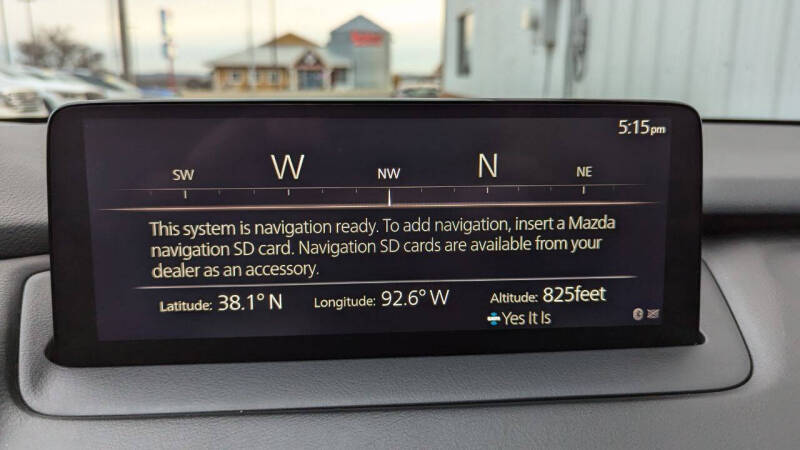 5:15pm
SW W NW N NE
This system is navigation ready. To add navigation, insert a Mazda
navigation SD card. Navigation SD cards are available from your
dealer as an accessory.
Latitude: 38.1° N Longitude: 92.6° W Altitude: 825feet
Yes It Is